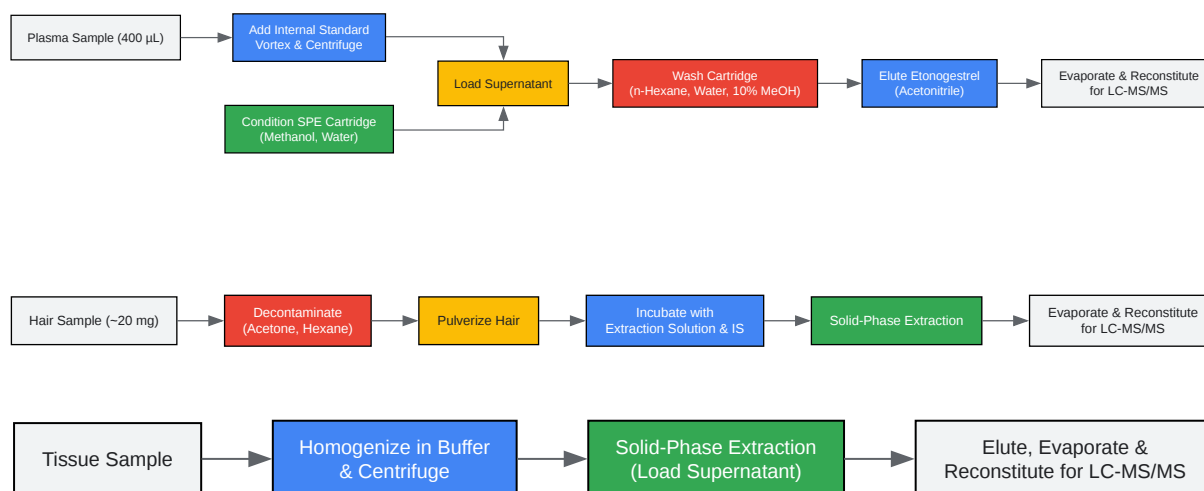 Plasma Sample (400 µL)
Add Internal Standard
Vortex & Centrifuge
Condition SPE Cartridge
(Methanol, Water)
Load Supernatant
Wash Cartridge
(n-Hexane, Water, 10% MeOH)
Elute Etonogestrel
(Acetonitrile)
Evaporate & Reconstitute
for LC-MS/MS
Hair Sample (~20 mg)
Decontaminate
(Acetone, Hexane)
Pulverize Hair
Incubate with
Extraction Solution & IS
Solid-Phase Extraction
Evaporate & Reconstitute
for LC-MS/MS
Tissue Sample
Homogenize in Buffer
& Centrifuge
Solid-Phase Extraction
(Load Supernatant)
Elute, Evaporate &
Reconstitute for LC-MS/MS